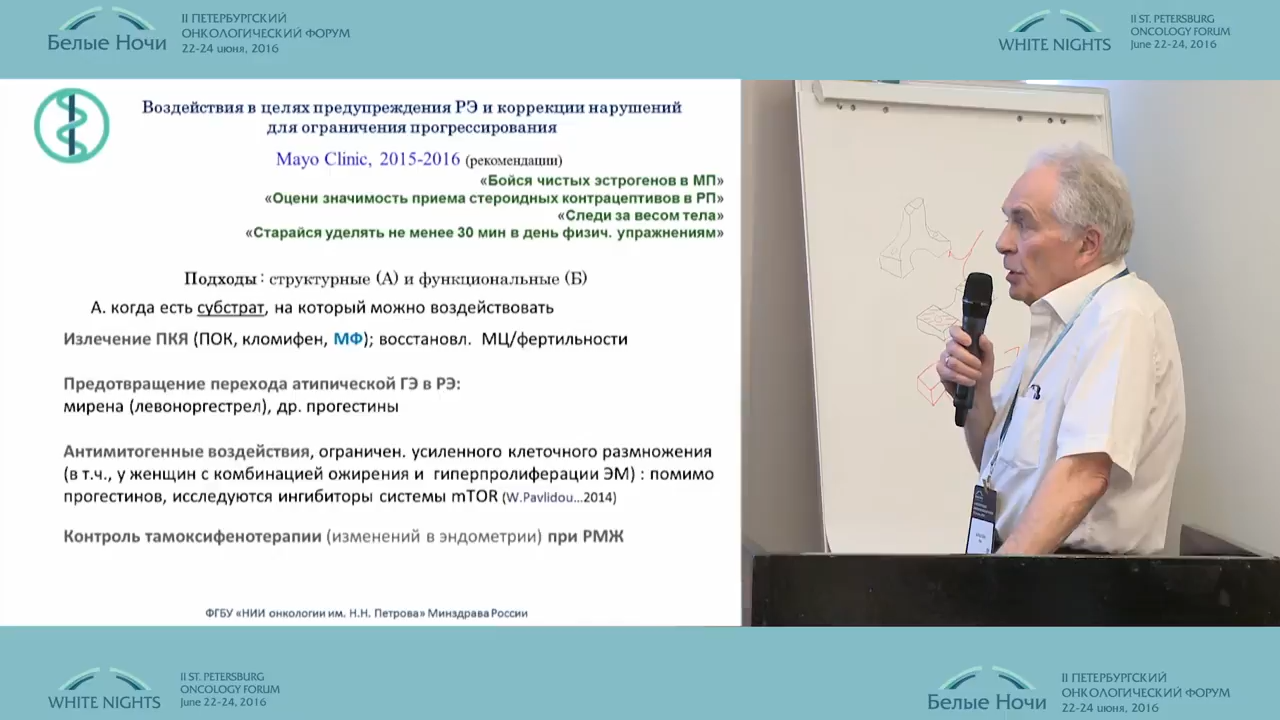 II ПЕТЕРБУРГСКИЙ
ОНКОЛОГИЧЕСКИЙ ФОРУМ
Белые Ночи
22-24 июня, 2016
II ST. PETERSBURG
ONCOLOGY FORUM
WHITE NIGHTS
June 22-24, 2016
Воздействия в целях предупреждения РЭ и коррекции нарушений
для ограничения прогрессирования
Mayo Clinic, 2015-2016 (рекомендации)
«Бойся чистых эстрогенов в МП»
«Оцени значимость приема стероидных контрацептивов в РП»
«Следи за весом тела»
«Старайся уделять не менее 30 мин в день физич. упражнениям»
Подходы : структурные (А) и функциональные (Б)
А. когда есть субстрат, на который можно воздействовать
Излечение ПКЯ (ПОК, кломифен, МФ); восстановл. МЦ/фертильности
Предотвращение перехода атипической ГЭ в РЭ:
мирена (левоноргестрел), др. прогестины
Антимитогенные воздействия, ограничен. усиленного клеточного размножения
(в т.ч., у женщин с комбинацией ожирения и гиперпролиферации ЭМ) : помимо
прогестинов, исследуются ингибиторы системы mTOR (W.Pavlidou...2014)
Контроль тамоксифенотерапии (изменений в эндометрии) при РМЖ
ФГБУ «НИИ онкологии им. Н.Н. Петрова» Минздрава России
II ST. PETERSBURG
ONCOLOGY FORUM
WHITE NIGHTS
June 22-24, 2016
II ПЕТЕРБУРГСКИЙ
ОНКОЛОГИЧЕСКИЙ ФОРУМ
Белые Ночи
22-24 июня, 2016